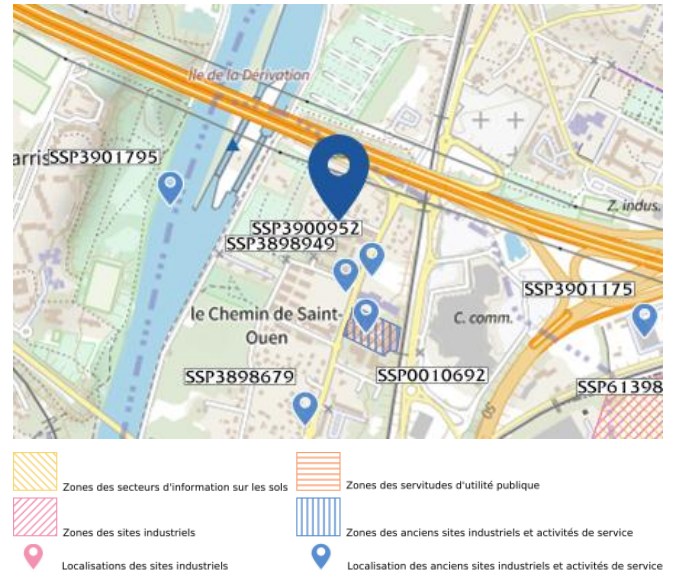 Ile de la Dérivation
arris
SSP3901795
Z. indus.
SSP3900952
SSP3898949
SSP3901175
le Chemin de Saint-
Ouen
C. comm.
SSP3898679
SSP0010692
SSP61398
Zones des secteurs d'information sur les sols
Zones des servitudes d'utilité publique
Zones des sites industriels
Zones des anciens sites industriels et activités de service
Localisations des sites industriels
Localisation des anciens sites industriels et activités de service